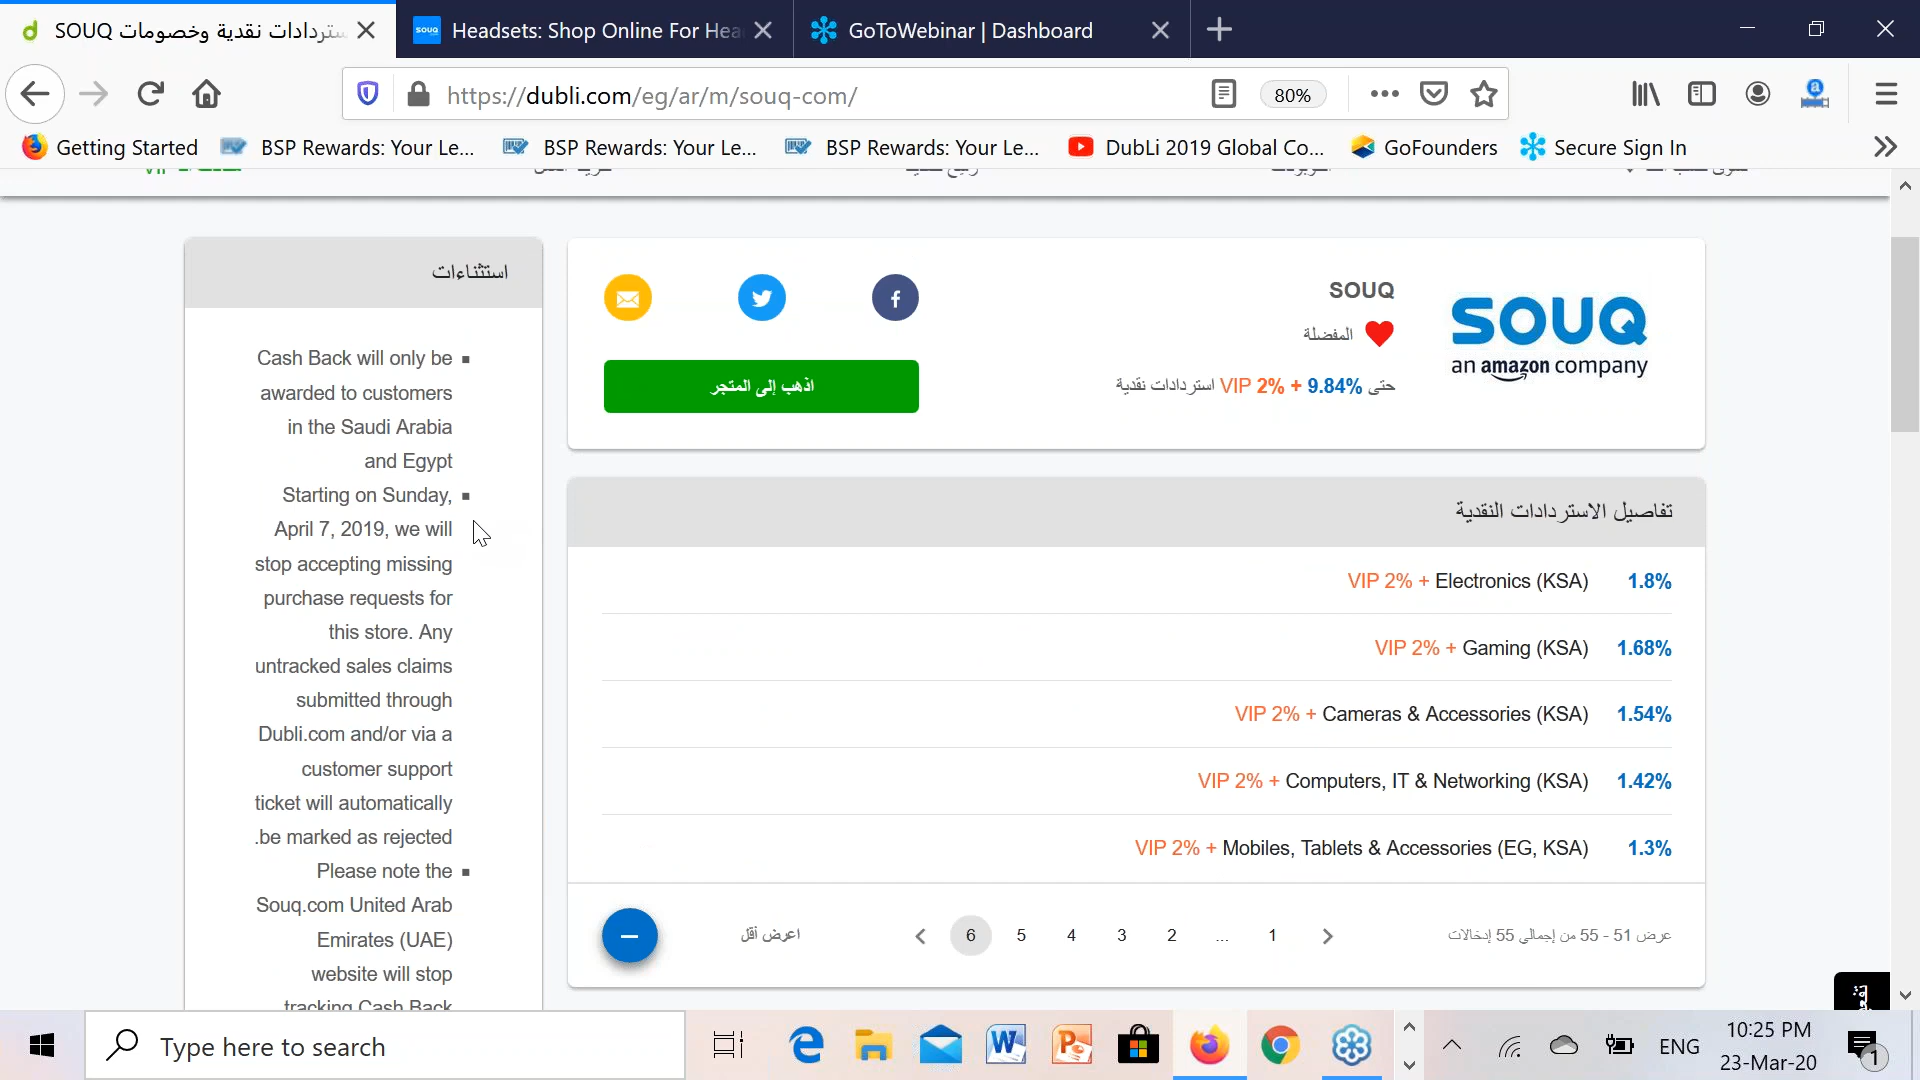 SOUQ ستردادات نقدية وخصومات
Headsets: Shop Online For Hea
GoToWebinar | Dashboard
https://dubli.com/eg/ar/m/souq-com/
80%
Getting Started
BSP Rewards: Your Le...
BSP Rewards: Your Le...
BSP Rewards: Your Le...
DubLi 2019 Global Co...
GoFounders
Secure Sign In
استثناءات
Cash Back will only be
awarded to customers
in the Saudi Arabia
and Egypt
Starting on Sunday,
April 7, 2019, we will
stop accepting missing
purchase requests for
this store. Any
untracked sales claims
submitted through
Dubli.com and/or via a
customer support
ticket will automatically
.be marked as rejected
Please note the
Souq.com United Arab
Emirates (UAE)
website will stop
tracking Cash Back
SOUQ
an amazon company
SOUQ
المفضلة
حتى 9.84% + VIP 2% استردادات نقدية
اذهب إلى المتجر
تفاصيل الاستردادات النقدية
VIP 2% + Electronics (KSA) 1.8%
VIP 2% + Gaming (KSA) 1.68%
VIP 2% + Cameras & Accessories (KSA) 1.54%
VIP 2% + Computers, IT & Networking (KSA) 1.42%
VIP 2% + Mobiles, Tablets & Accessories (EG, KSA) 1.3%
عرض 51 - 55 من إجمالي 55 إدخالات
6 5 4 3 2 ... 1
اعرض أقل
Type here to search
ENG
10:25 PM
23-Mar-20
1